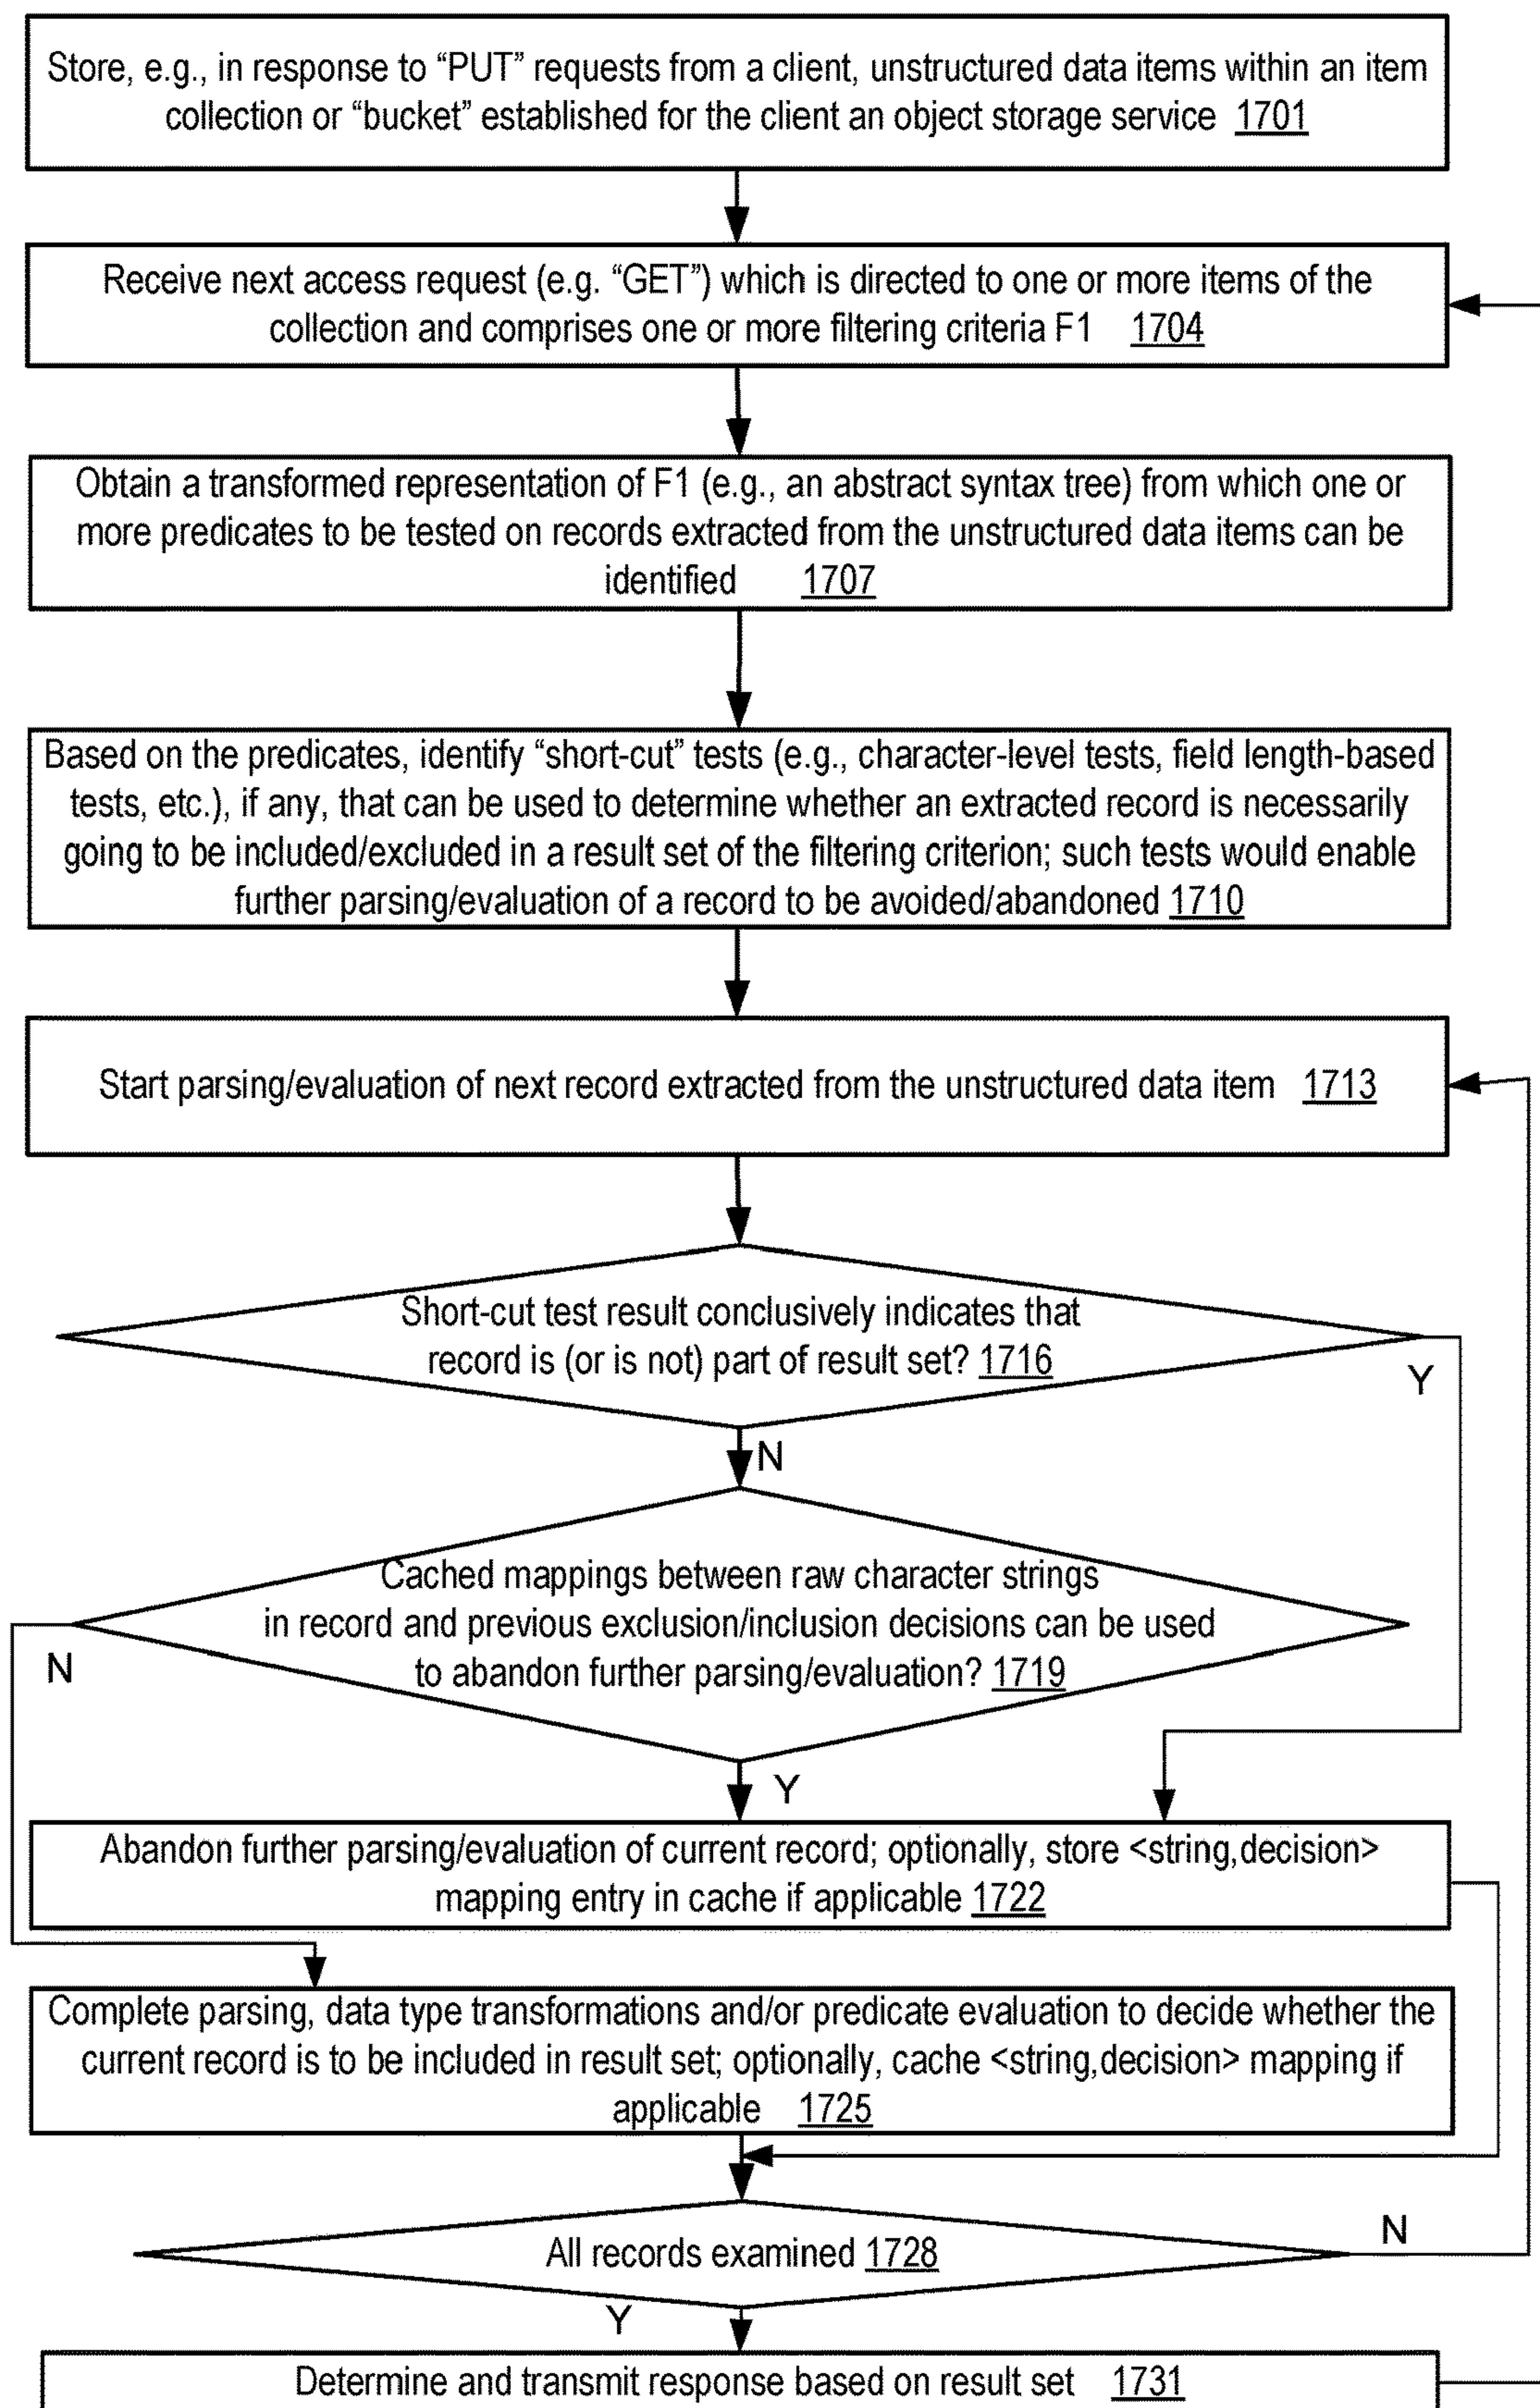 Store, e.g., in response to “PUT” requests from a client, unstructured data items within an item
collection or “bucket” established for the client an object storage service 1701
Receive next access request (e.g. “GET”) which is directed to one or more items of the
collection and comprises one or more filtering criteria F1 1704
Obtain a transformed representation of F1 (e.g., an abstract syntax tree) from which one or
more predicates to be tested on records extracted from the unstructured data items can be
identified 1707
Based on the predicates, identify “short-cut” tests (e.g., character-level tests, field length-based
tests, etc.), if any, that can be used to determine whether an extracted record is necessarily
going to be included/excluded in a result set of the filtering criterion; such tests would enable
further parsing/evaluation of a record to be avoided/abandoned 1710
Start parsing/evaluation of next record extracted from the unstructured data item 1713
Short-cut test result conclusively indicates that
record is (or is not) part of result set? 1716
Y
N
Cached mappings between raw character strings
in record and previous exclusion/inclusion decisions can be used
to abandon further parsing/evaluation? 1719
N
Y
Abandon further parsing/evaluation of current record; optionally, store <string,decision>
mapping entry in cache if applicable 1722
Complete parsing, data type transformations and/or predicate evaluation to decide whether the
current record is to be included in result set; optionally, cache <string,decision> mapping if
applicable 1725
All records examined 1728
N
Y
Determine and transmit response based on result set 1731